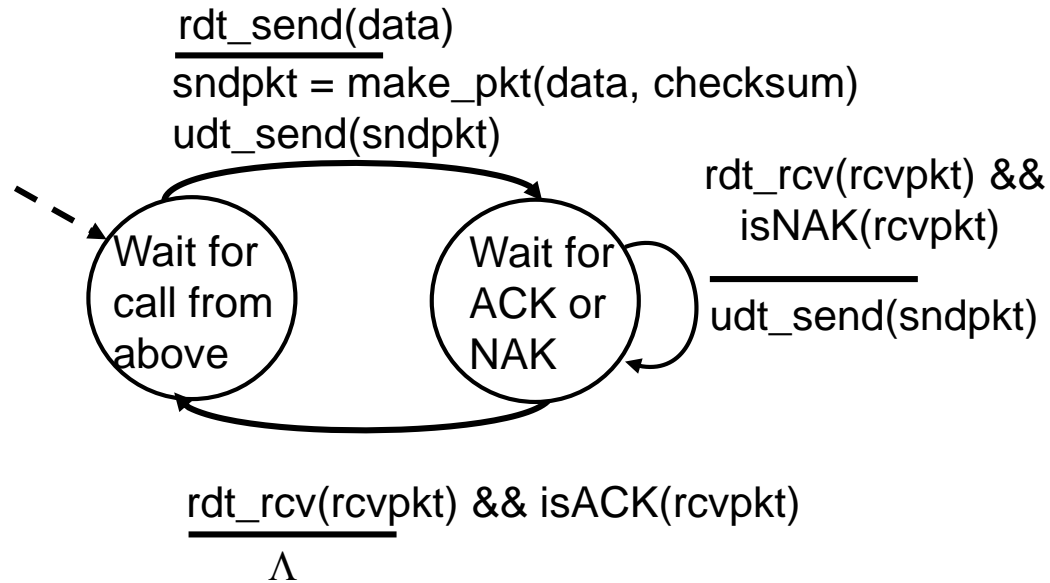 rdt_send(data)
sndpkt = make_pkt(data, checksum)
udt_send(sndpkt)
rdt_rcv(rcvpkt) &&
isNAK(rcvpkt)
udt_send(sndpkt)
Wait for
call from
above
Wait for
ACK or
NAK
rdt_rcv(rcvpkt) && isACK(rcvpkt)
Λ